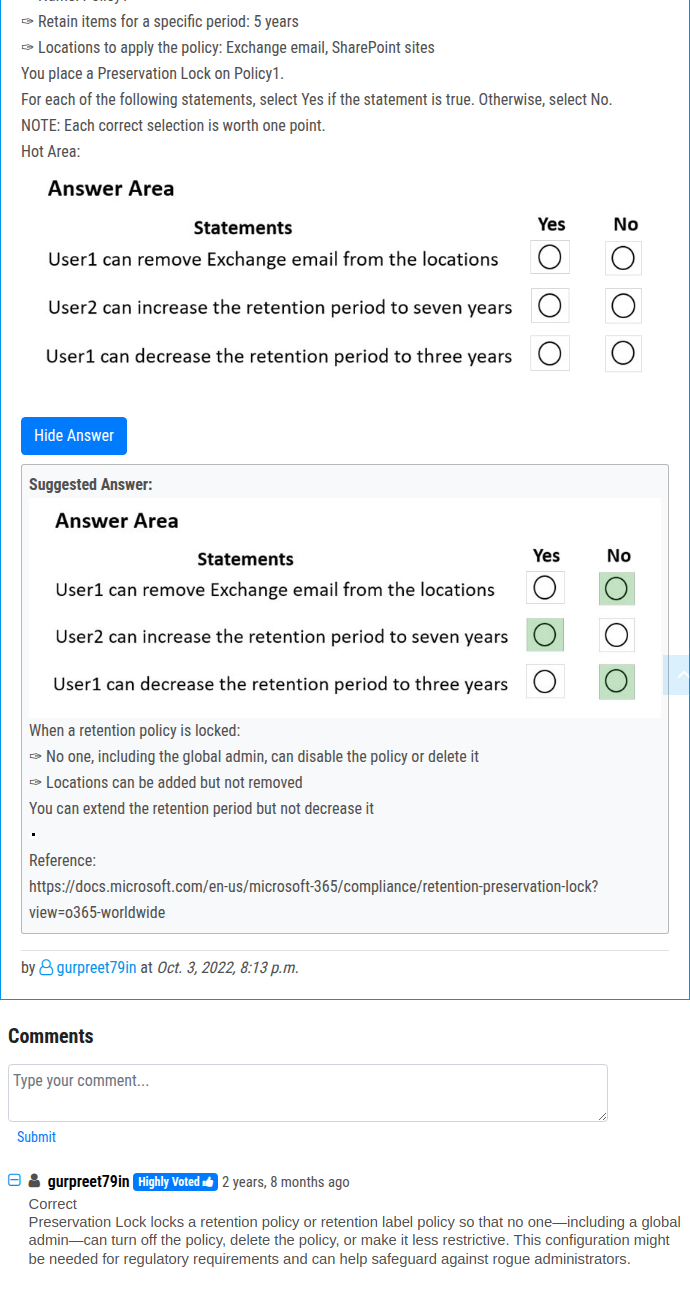 ✑ Retain items for a specific period: 5 years
✑ Locations to apply the policy: Exchange email, SharePoint sites
You place a Preservation Lock on Policy1.
For each of the following statements, select Yes if the statement is true. Otherwise, select No.
NOTE: Each correct selection is worth one point.
Hot Area:
Answer Area
Statements Yes No
User1 can remove Exchange email from the locations
User2 can increase the retention period to seven years
User1 can decrease the retention period to three years
Hide Answer
Suggested Answer:
Answer Area
Statements Yes No
User1 can remove Exchange email from the locations
User2 can increase the retention period to seven years
User1 can decrease the retention period to three years
When a retention policy is locked:
✑ No one, including the global admin, can disable the policy or delete it
✑ Locations can be added but not removed
You can extend the retention period but not decrease it
▪
Reference:
https://docs.microsoft.com/en-us/microsoft-365/compliance/retention-preservation-lock?
view=o365-worldwide
by gurpreet79in at Oct. 3, 2022, 8:13 p.m.
Comments
Type your comment...
Submit
gurpreet79in Highly Voted 2 years, 8 months ago
Correct
Preservation Lock locks a retention policy or retention label policy so that no one—including a global
admin—can turn off the policy, delete the policy, or make it less restrictive. This configuration might
be needed for regulatory requirements and can help safeguard against rogue administrators.